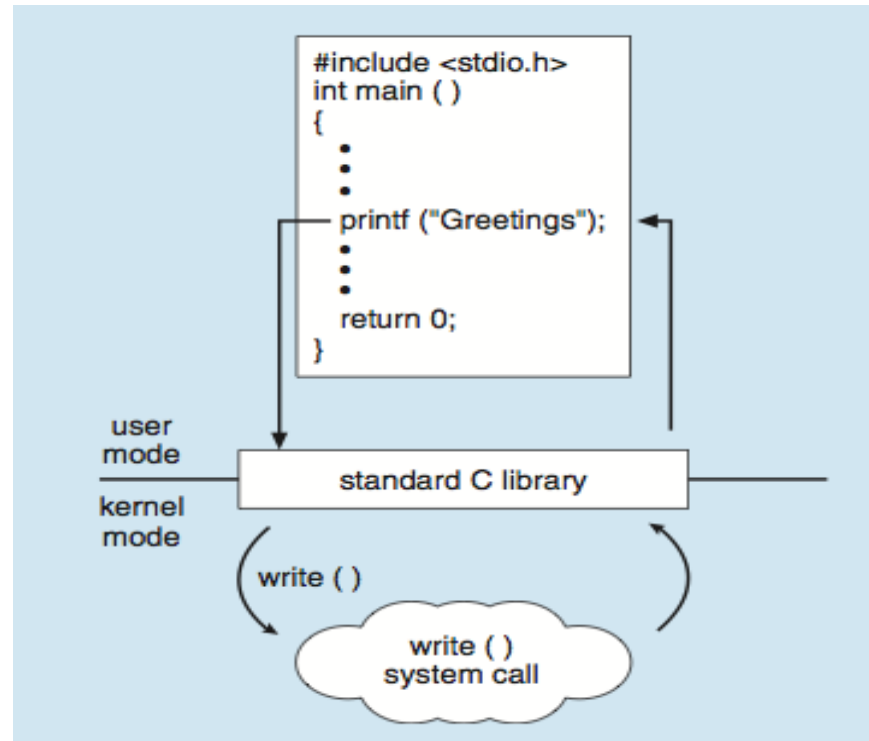 #include <stdio.h>
int main ( )
{
•
•
•
printf ("Greetings");
•
•
•
return 0;
}
user
mode
standard C library
kernel
mode
write ( )
write ( )
system call